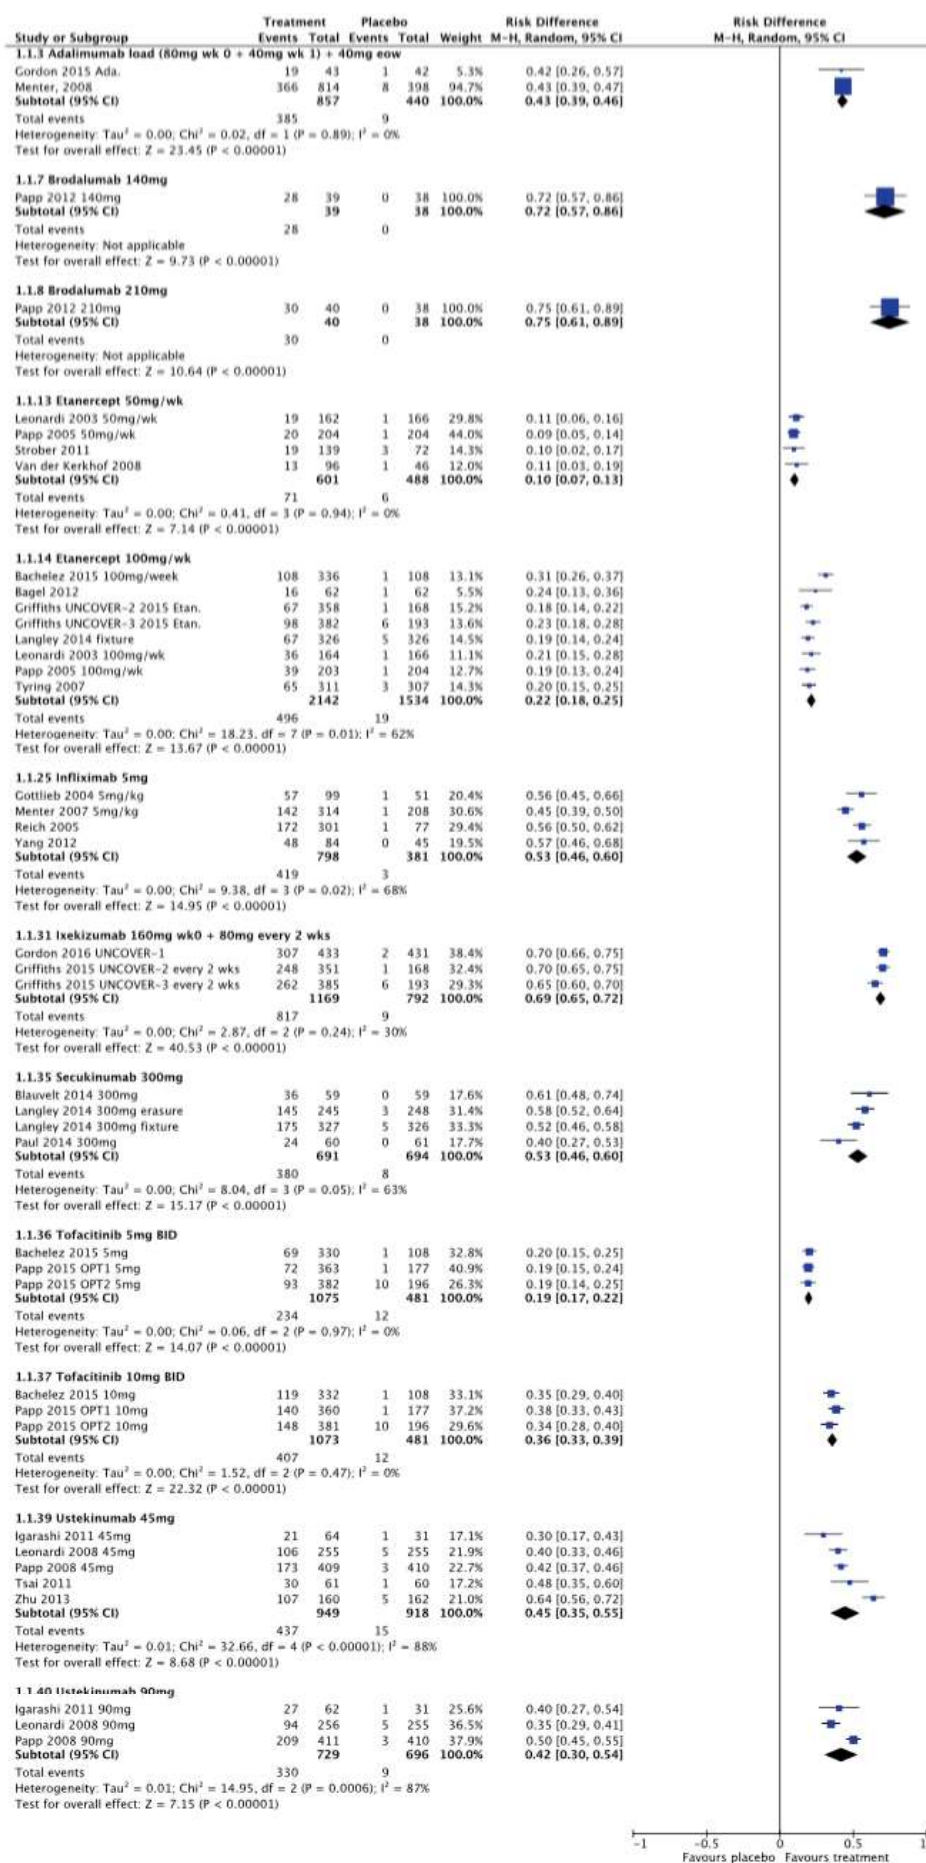 Treatment Placebo Risk Difference Risk Difference
Study or Subgroup Events Total Events Total Weight M-H, Random, 95% CI M-H, Random, 95% CI
1.1.3 Adalimumab load (80mg wk 0 + 40mg wk 1) + 40mg eow
Gordon 2015 Ada. 19 43 1 42 5.3% 0.42 [0.26, 0.57]
Menter, 2008 366 814 8 398 94.7% 0.43 [0.39, 0.47]
Subtotal (95% CI) 857 440 100.0% 0.43 [0.39, 0.46]
Total events 385 9
Heterogeneity: Tau² = 0.00; Chi² = 0.02, df = 1 (P = 0.89); I² = 0%
Test for overall effect: Z = 23.45 (P < 0.00001)
1.1.7 Brodalumab 140mg
Papp 2012 140mg 28 39 0 38 100.0% 0.72 [0.57, 0.86]
Subtotal (95% CI) 39 38 100.0% 0.72 [0.57, 0.86]
Total events 28 0
Heterogeneity: Not applicable
Test for overall effect: Z = 9.73 (P < 0.00001)
1.1.8 Brodalumab 210mg
Papp 2012 210mg 30 40 0 38 100.0% 0.75 [0.61, 0.89]
Subtotal (95% CI) 40 38 100.0% 0.75 [0.61, 0.89]
Total events 30 0
Heterogeneity: Not applicable
Test for overall effect: Z = 10.64 (P < 0.00001)
1.1.13 Etanercept 50mg/wk
Leonardi 2003 50mg/wk 19 162 1 166 29.8% 0.11 [0.06, 0.16]
Papp 2005 50mg/wk 20 204 1 204 44.0% 0.09 [0.05, 0.14]
Strober 2011 19 139 3 72 14.3% 0.10 [0.02, 0.17]
Van der Kerkhof 2008 13 96 1 46 12.0% 0.11 [0.03, 0.19]
Subtotal (95% CI) 601 488 100.0% 0.10 [0.07, 0.13]
Total events 71 6
Heterogeneity: Tau² = 0.00; Chi² = 0.41, df = 3 (P = 0.94); I² = 0%
Test for overall effect: Z = 7.14 (P < 0.00001)
1.1.14 Etanercept 100mg/wk
Bachelez 2015 100mg/week 108 336 1 108 13.1% 0.31 [0.26, 0.37]
Bagel 2012 16 62 1 62 5.5% 0.24 [0.13, 0.36]
Griffiths UNCOVER-2 2015 Etan. 67 358 1 168 15.2% 0.18 [0.14, 0.22]
Griffiths UNCOVER-3 2015 Etan. 98 382 6 193 13.6% 0.23 [0.18, 0.28]
Langley 2014 fixture 67 326 5 326 14.5% 0.19 [0.14, 0.24]
Leonardi 2003 100mg/wk 36 164 1 166 11.1% 0.21 [0.15, 0.28]
Papp 2005 100mg/wk 39 203 1 204 12.7% 0.19 [0.13, 0.24]
Tyring 2007 65 311 3 307 14.3% 0.20 [0.15, 0.25]
Subtotal (95% CI) 2142 1534 100.0% 0.22 [0.18, 0.25]
Total events 496 19
Heterogeneity: Tau² = 0.00; Chi² = 18.23, df = 7 (P = 0.01); I² = 62%
Test for overall effect: Z = 13.67 (P < 0.00001)
1.1.25 Infliximab 5mg
Gottlieb 2004 5mg/kg 57 99 1 51 20.4% 0.56 [0.45, 0.66]
Menter 2007 5mg/kg 142 314 1 208 30.6% 0.45 [0.39, 0.50]
Reich 2005 172 301 1 77 29.4% 0.56 [0.50, 0.62]
Yang 2012 48 84 0 45 19.5% 0.57 [0.46, 0.68]
Subtotal (95% CI) 798 381 100.0% 0.53 [0.46, 0.60]
Total events 419 3
Heterogeneity: Tau² = 0.00; Chi² = 9.38, df = 3 (P = 0.02); I² = 68%
Test for overall effect: Z = 14.95 (P < 0.00001)
1.1.31 Ixekizumab 160mg wk0 + 80mg every 2 wks
Gordon 2016 UNCOVER-1 307 433 2 431 38.4% 0.70 [0.66, 0.75]
Griffiths 2015 UNCOVER-2 every 2 wks 248 351 1 168 32.4% 0.70 [0.65, 0.75]
Griffiths 2015 UNCOVER-3 every 2 wks 262 385 6 193 29.3% 0.65 [0.60, 0.70]
Subtotal (95% CI) 1169 792 100.0% 0.69 [0.65, 0.72]
Total events 817 9
Heterogeneity: Tau² = 0.00; Chi² = 2.87, df = 2 (P = 0.24); I² = 30%
Test for overall effect: Z = 40.53 (P < 0.00001)
1.1.35 Secukinumab 300mg
Blauvelt 2014 300mg 36 59 0 59 17.6% 0.61 [0.48, 0.74]
Langley 2014 300mg erasure 145 245 3 248 31.4% 0.58 [0.52, 0.64]
Langley 2014 300mg fixture 175 327 5 326 33.3% 0.52 [0.46, 0.58]
Paul 2014 300mg 24 60 0 61 17.7% 0.40 [0.27, 0.53]
Subtotal (95% CI) 691 694 100.0% 0.53 [0.46, 0.60]
Total events 380 8
Heterogeneity: Tau² = 0.00; Chi² = 8.04, df = 3 (P = 0.05); I² = 63%
Test for overall effect: Z = 15.17 (P < 0.00001)
1.1.36 Tofacitinib 5mg BID
Bachelez 2015 5mg 69 330 1 108 32.8% 0.20 [0.15, 0.25]
Papp 2015 OPT1 5mg 72 363 1 177 40.9% 0.19 [0.15, 0.24]
Papp 2015 OPT2 5mg 93 382 10 196 26.3% 0.19 [0.14, 0.25]
Subtotal (95% CI) 1075 481 100.0% 0.19 [0.17, 0.22]
Total events 234 12
Heterogeneity: Tau² = 0.00; Chi² = 0.06, df = 2 (P = 0.97); I² = 0%
Test for overall effect: Z = 14.07 (P < 0.00001)
1.1.37 Tofacitinib 10mg BID
Bachelez 2015 10mg 119 332 1 108 33.1% 0.35 [0.29, 0.40]
Papp 2015 OPT1 10mg 140 360 1 177 37.2% 0.38 [0.33, 0.43]
Papp 2015 OPT2 10mg 148 381 10 196 29.6% 0.34 [0.28, 0.40]
Subtotal (95% CI) 1073 481 100.0% 0.36 [0.33, 0.39]
Total events 407 12
Heterogeneity: Tau² = 0.00; Chi² = 1.52, df = 2 (P = 0.47); I² = 0%
Test for overall effect: Z = 22.32 (P < 0.00001)
1.1.39 Ustekinumab 45mg
Igarashi 2011 45mg 21 64 1 31 17.1% 0.30 [0.17, 0.43]
Leonardi 2008 45mg 106 255 5 255 21.9% 0.40 [0.33, 0.46]
Papp 2008 45mg 173 409 3 410 22.7% 0.42 [0.37, 0.46]
Tsai 2011 30 61 1 60 17.2% 0.48 [0.35, 0.60]
Zhu 2013 107 160 5 162 21.0% 0.64 [0.56, 0.72]
Subtotal (95% CI) 949 918 100.0% 0.45 [0.35, 0.55]
Total events 437 15
Heterogeneity: Tau² = 0.01; Chi² = 32.66, df = 4 (P < 0.00001); I² = 88%
Test for overall effect: Z = 8.68 (P < 0.00001)
1.1.40 Ustekinumab 90mg
Igarashi 2011 90mg 27 62 1 31 25.6% 0.40 [0.27, 0.54]
Leonardi 2008 90mg 94 256 5 255 36.5% 0.35 [0.29, 0.41]
Papp 2008 90mg 209 411 3 410 37.9% 0.50 [0.45, 0.55]
Subtotal (95% CI) 729 696 100.0% 0.42 [0.30, 0.54]
Total events 330 9
Heterogeneity: Tau² = 0.01; Chi² = 14.95, df = 2 (P = 0.0006); I² = 87%
Test for overall effect: Z = 7.15 (P < 0.00001)
-1 -0.5 0 0.5 1
Favours placebo Favours treatment